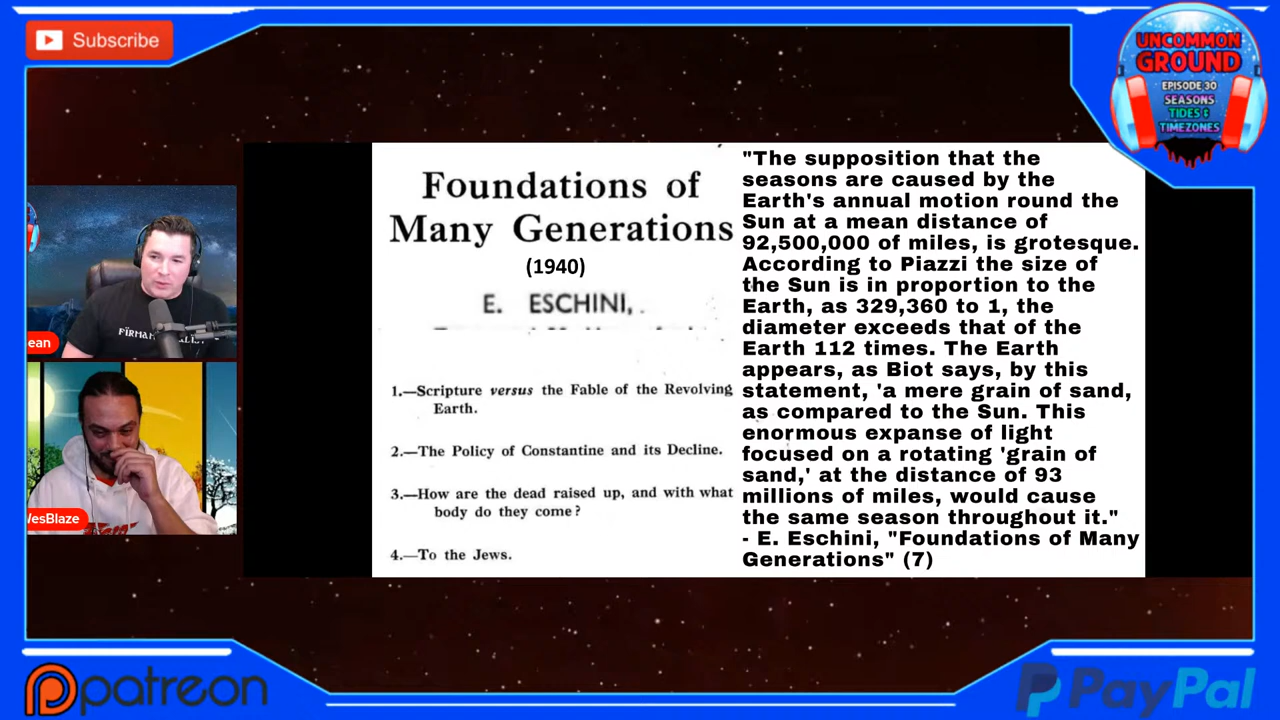 Subscribe
UNCOMMON
GROUND
EPISODE 30
SEASONS
TIDES &
TIMEZONES
Foundations of
Many Generations
(1940)
E. ESCHINI,
1.—Scripture versus the Fable of the Revolving
Earth.
2.—The Policy of Constantine and its Decline.
3.—How are the dead raised up, and with what
body do they come?
4.—To the Jews.
"The supposition that the
seasons are caused by the
Earth's annual motion round the
Sun at a mean distance of
92,500,000 of miles, is grotesque.
According to Piazzi the size of
the Sun is in proportion to the
Earth, as 329,360 to 1, the
diameter exceeds that of the
Earth 112 times. The Earth
appears, as Biot says, by this
statement, 'a mere grain of sand,
as compared to the Sun. This
enormous expanse of light
focused on a rotating 'grain of
sand,' at the distance of 93
millions of miles, would cause
the same season throughout it."
- E. Eschini, "Foundations of Many
Generations" (7)
ean
WesBlaze
patreon
PayPal